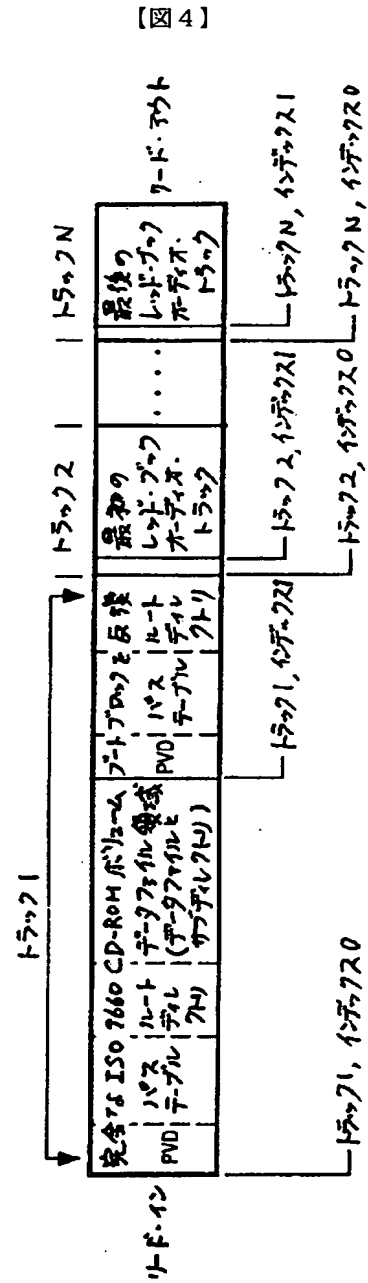 【図4】
トラック1
トラック2
トラックN
リード・イン
完全な ISO 9660 CD-ROM ボリューム
PVD
パス
テーブル
ルート
ディレ
クトリ
データファイル領域
(データファイルと
サブディレクトリ)
ブートブロックを反復
PVD
パス
テーブル
ルート
ディレ
クトリ
最初の
レッド・ブック
オーディオ・
トラック
・・・・
最後の
レッド・ブック
オーディオ・
トラック
リード・アウト
トラック1, インデックス0
トラック1, インデックス1
トラック2, インデックス0
トラック2, インデックス1
トラックN, インデックス0
トラックN, インデックス1